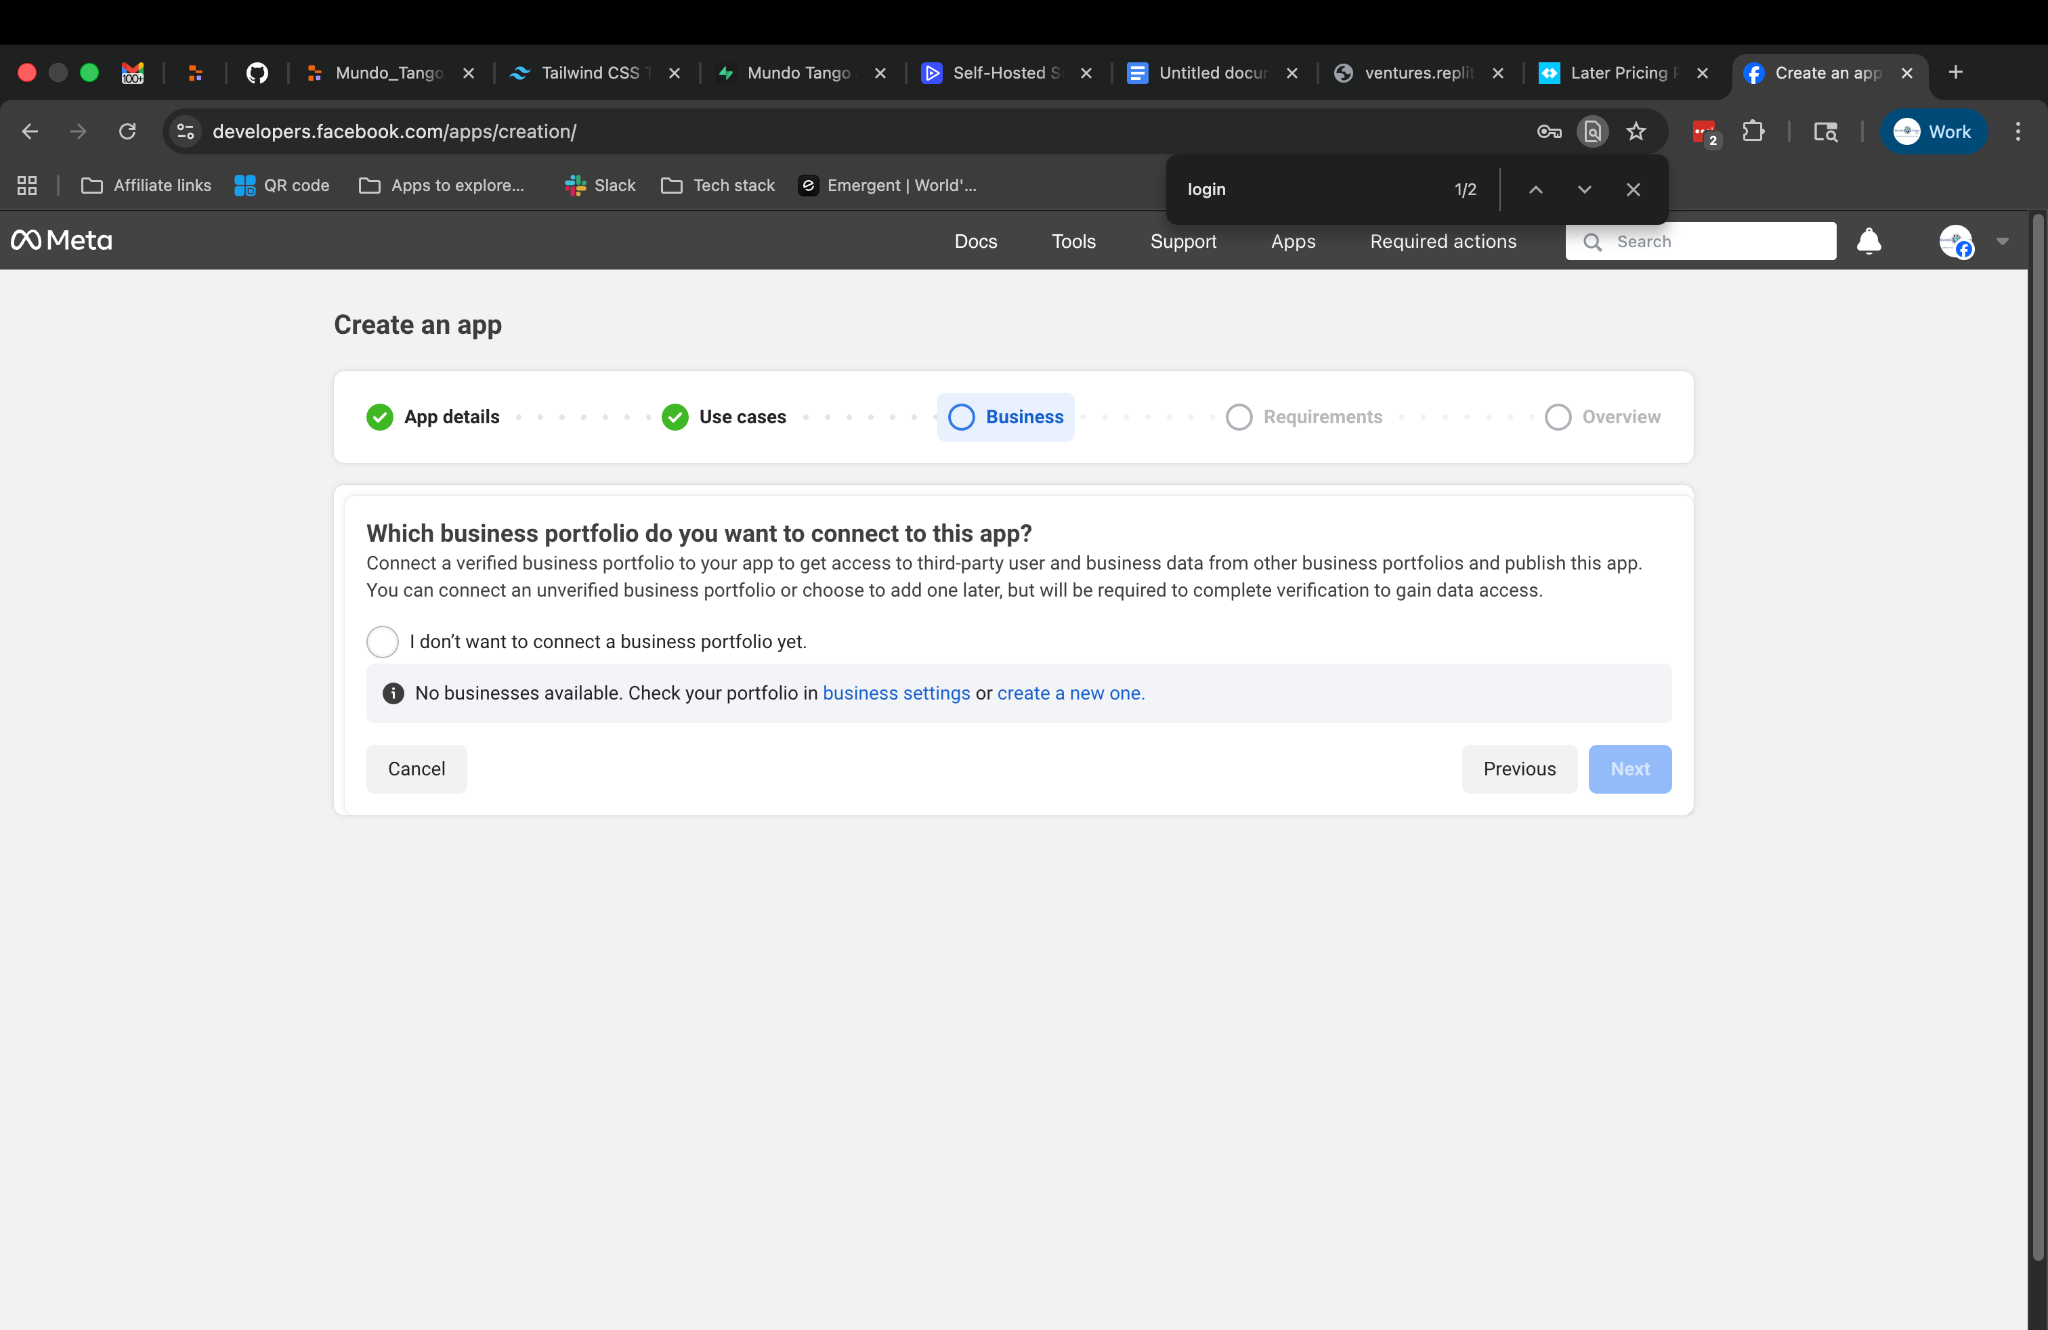 100+
Mundo_Tango
Tailwind CSS T
Mundo Tango
Self-Hosted S
Untitled docu
ventures.replit
Later Pricing
Create an app
developers.facebook.com/apps/creation/
2
Work
Affiliate links
QR code
Apps to explore...
Slack
Tech stack
Emergent | World'...
login
1/2
Meta
Docs
Tools
Support
Apps
Required actions
Search
Create an app
App details
Use cases
Business
Requirements
Overview
Which business portfolio do you want to connect to this app?
Connect a verified business portfolio to your app to get access to third-party user and business data from other business portfolios and publish this app.
You can connect an unverified business portfolio or choose to add one later, but will be required to complete verification to gain data access.
I don’t want to connect a business portfolio yet.
No businesses available. Check your portfolio in business settings or create a new one.
Cancel
Previous
Next